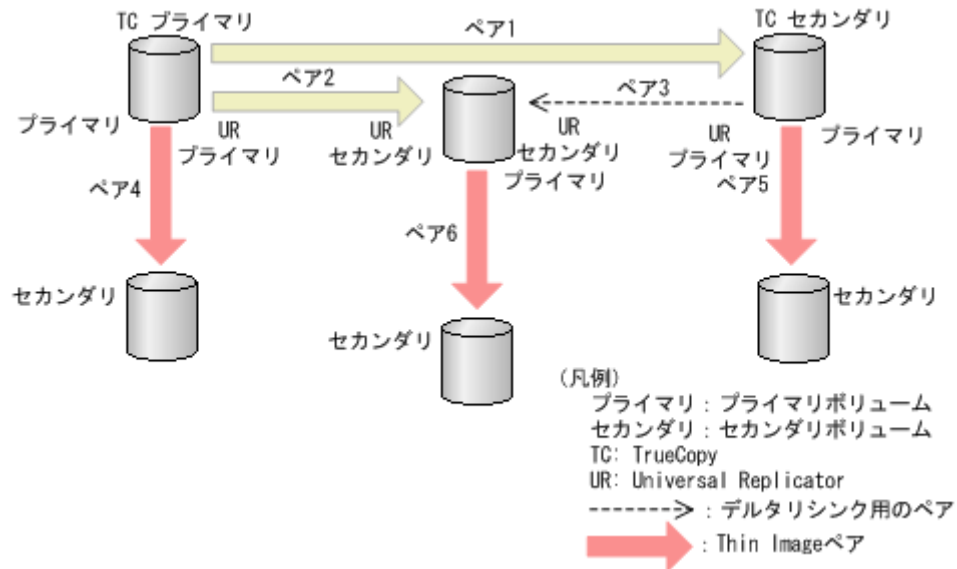 TC プライマリ
ペア1
TC セカンダリ
ペア2
ペア3
プライマリ
UR
プライマリ
UR
セカンダリ
UR
セカンダリ
プライマリ
UR
プライマリ
プライマリ
ペア4
ペア5
ペア6
セカンダリ
セカンダリ
セカンダリ
(凡例)
プライマリ：プライマリボリューム
セカンダリ：セカンダリボリューム
TC: TrueCopy
UR: Universal Replicator
：デルタリシンク用のペア
：Thin Imageペア